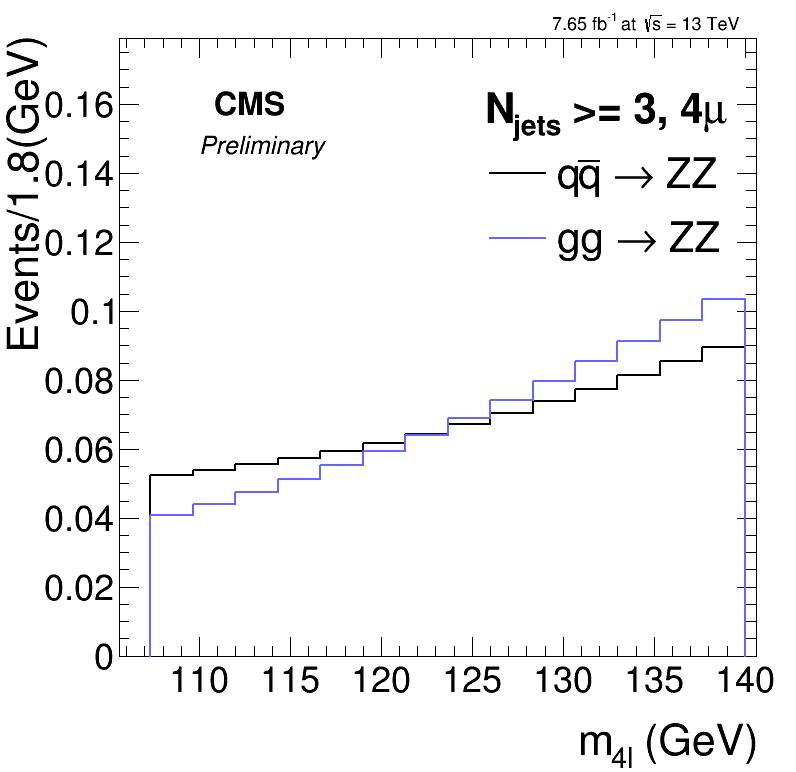 7.65 fb⁻¹ at √s = 13 TeV
Events/1.8(GeV)
CMS
Preliminary
N_jets >= 3, 4μ
qq̅ → ZZ
gg → ZZ
0.16
0.14
0.12
0.1
0.08
0.06
0.04
0.02
0
110 115 120 125 130 135 140
m_4l (GeV)